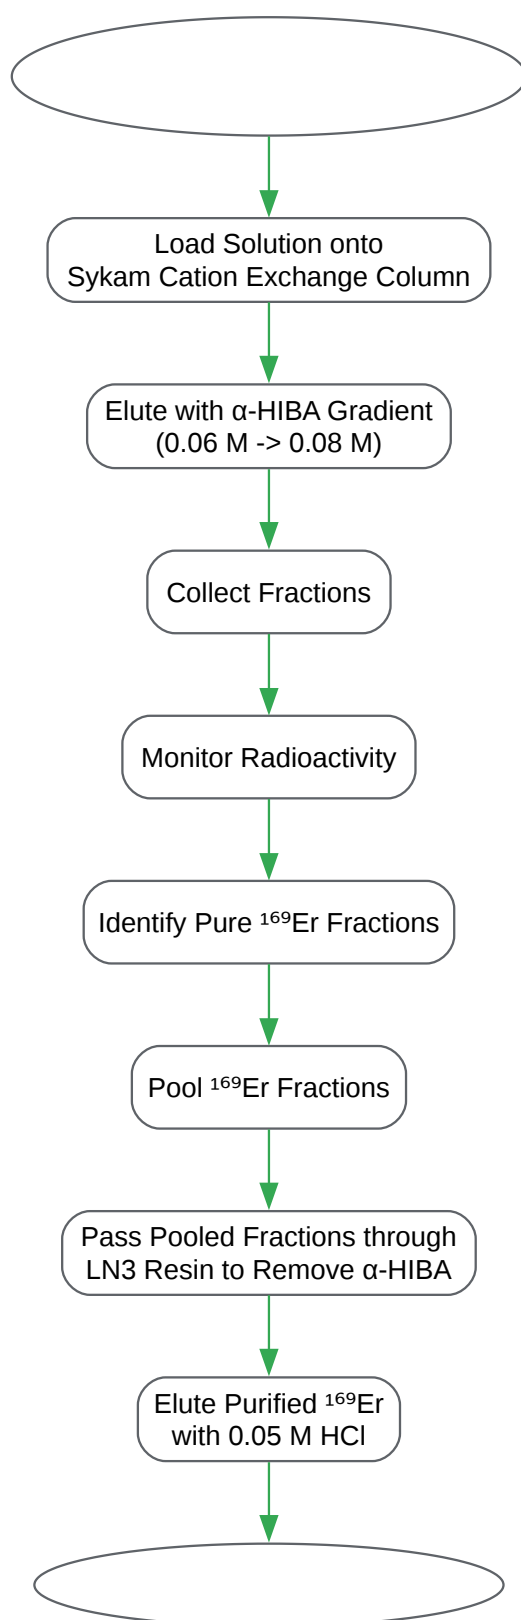 Load Solution onto
Sykam Cation Exchange Column
Elute with α-HIBA Gradient
(0.06 M -> 0.08 M)
Collect Fractions
Monitor Radioactivity
Identify Pure ¹⁶⁹Er Fractions
Pool ¹⁶⁹Er Fractions
Pass Pooled Fractions through
LN3 Resin to Remove α-HIBA
Elute Purified ¹⁶⁹Er
with 0.05 M HCl